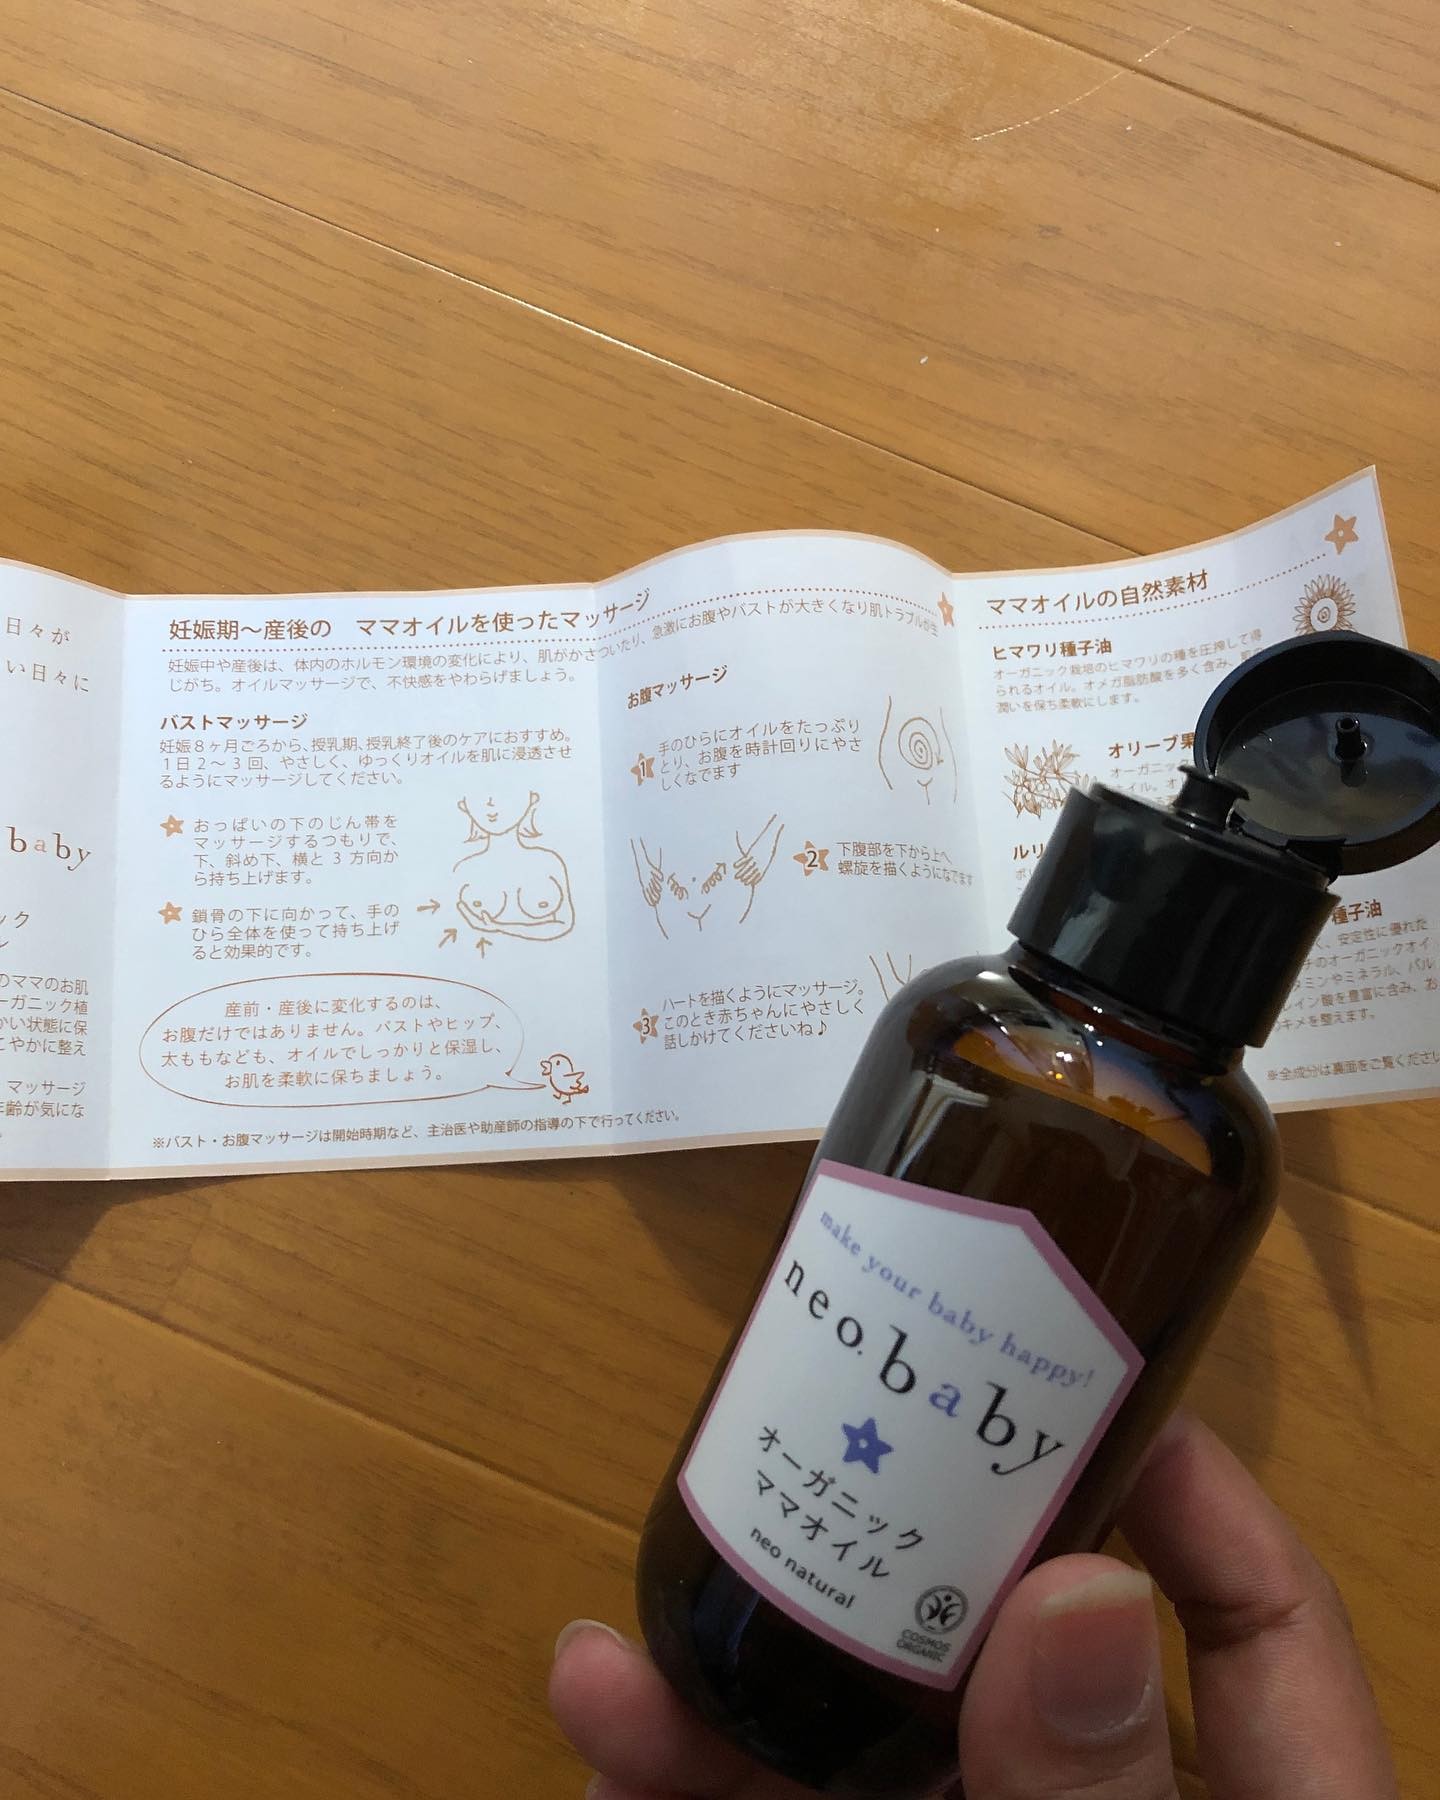 日々が
い日々に
baby
ック
のママのお肌
ーガニック植
かい状態に保
こやかに整え
マッサージ
年齢が気にな
妊娠期〜産後の ママオイルを使ったマッサージ
妊娠中や産後は、体内のホルモン環境の変化により、肌がかさついたり、急激にお腹やバストが大きくなり肌トラブルが生
じがち。オイルマッサージで、不快感をやわらげましょう。
バストマッサージ
妊娠8ヶ月ごろから、授乳期、授乳終了後のケアにおすすめ。
1日2〜3回、やさしく、ゆっくりオイルを肌に浸透させ
るようにマッサージしてください。
おっぱいの下のじん帯を
マッサージするつもりで、
下、斜め下、横と3方向か
ら持ち上げます。
鎖骨の下に向かって、手の
ひら全体を使って持ち上げ
ると効果的です。
産前・産後に変化するのは、
お腹だけではありません。バストやヒップ、
太ももなども、オイルでしっかりと保湿し、
お肌を柔軟に保ちましょう。
※バスト・お腹マッサージは開始時期など、主治医や助産師の指導の下で行ってください。
お腹マッサージ
1
手のひらにオイルをたっぷり
とり、お腹を時計回りにやさ
しくなでます
2
下腹部を下から上へ
螺旋を描くようになでます
3
ハートを描くようにマッサージ。
このとき赤ちゃんにやさしく
話しかけてくださいね♪
ママオイルの自然素材
ヒマワリ種子油
オーガニック栽培のヒマワリの種を圧搾して得
られるオイル。オメガ脂肪酸を多く含み、肌の
潤いを保ち柔軟にします。
オリーブ果
オーガニック
オイル。オリ
ルリ
種子油
く、安定性に優れた
チのオーガニックオイ
タミンやミネラル、パル
レイン酸を豊富に含み、お
のキメを整えます。
※全成分は裏面をご覧ください
make your baby happy!
neo.baby
オーガニック
ママオイル
neo natural
COSMOS
ORGANIC